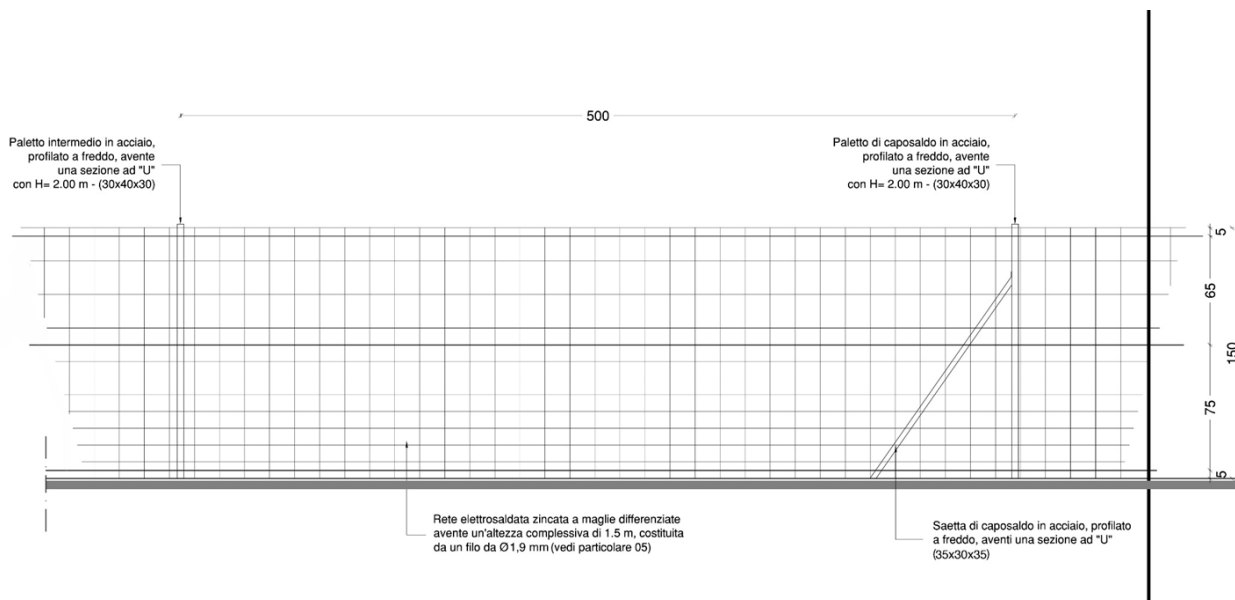 500
Paletto intermedio in acciaio,
profilato a freddo, avente
una sezione ad "U"
con H= 2.00 m - (30x40x30)
Paletto di caposaldo in acciaio,
profilato a freddo, avente
una sezione ad "U"
con H= 2.00 m - (30x40x30)
5
65
150
75
5
Rete elettrosaldata zincata a maglie differenziate
avente un'altezza complessiva di 1.5 m, costituita
da un filo da Ø1,9 mm (vedi particolare 05)
Saetta di caposaldo in acciaio, profilato
a freddo, aventi una sezione ad "U"
(35x30x35)